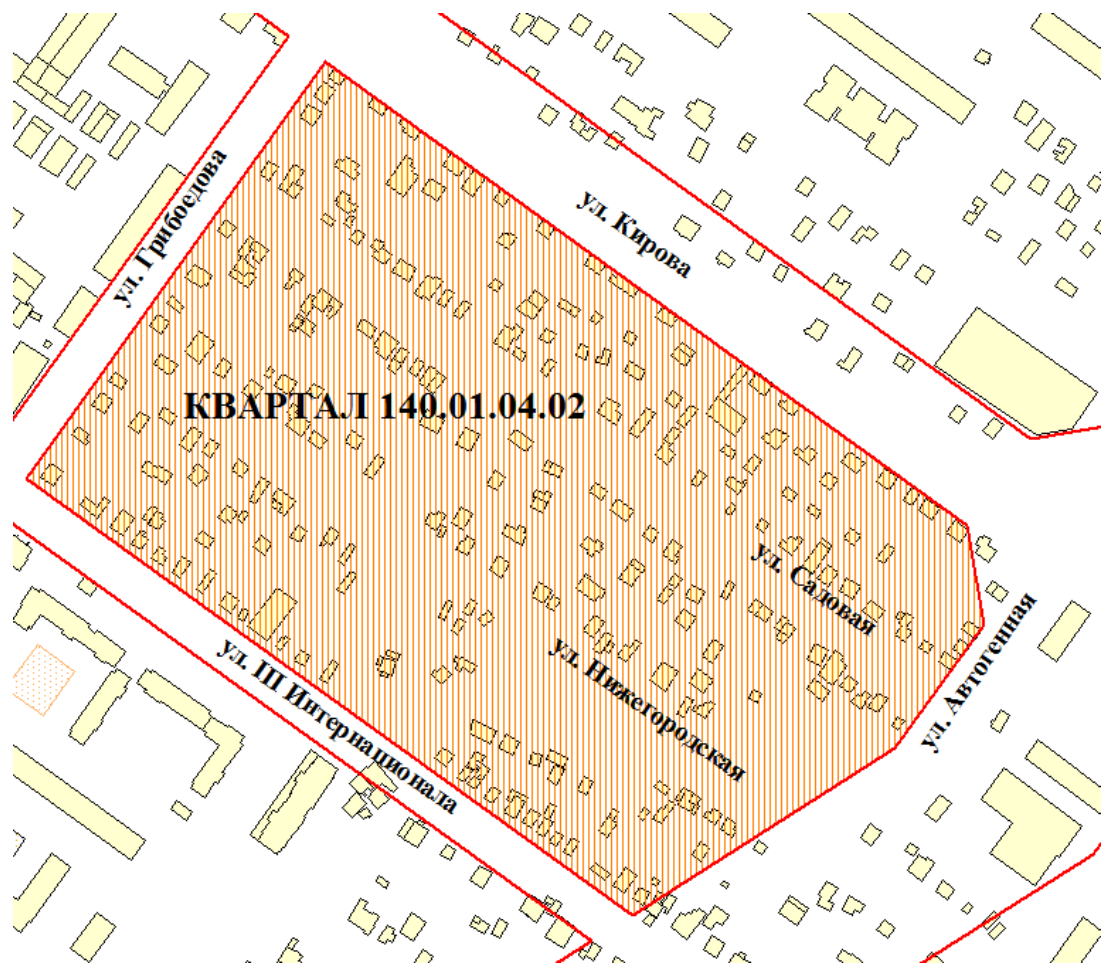 ул. Кирова
ул. Грибоедова
КВАРТАЛ 140.01.04.02
ул. Садовая
ул. Автогенная
ул. Нижегородская
ул. III Интернационала